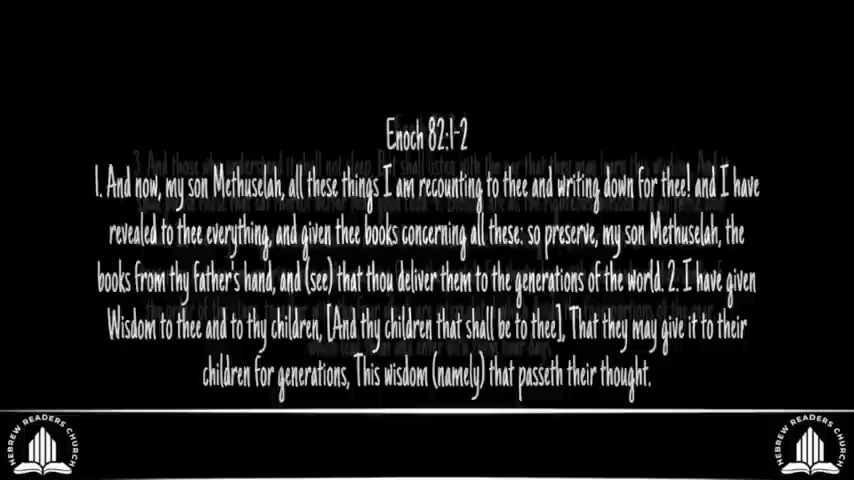 Enoch 82:1-2
1. And now, my son Methuselah, all these things I am recounting to thee and writing down for thee! and I have
revealed to thee everything, and given thee books concerning all these: so preserve, my son Methuselah, the
books from thy father's hand, and (see) that thou deliver them to the generations of the world. 2. I have given
Wisdom to thee and to thy children, [And thy children that shall be to thee], That they may give it to their
children for generations, This wisdom (namely) that passeth their thought.
HEBREW READERS CHURCH
HEBREW READERS CHURCH